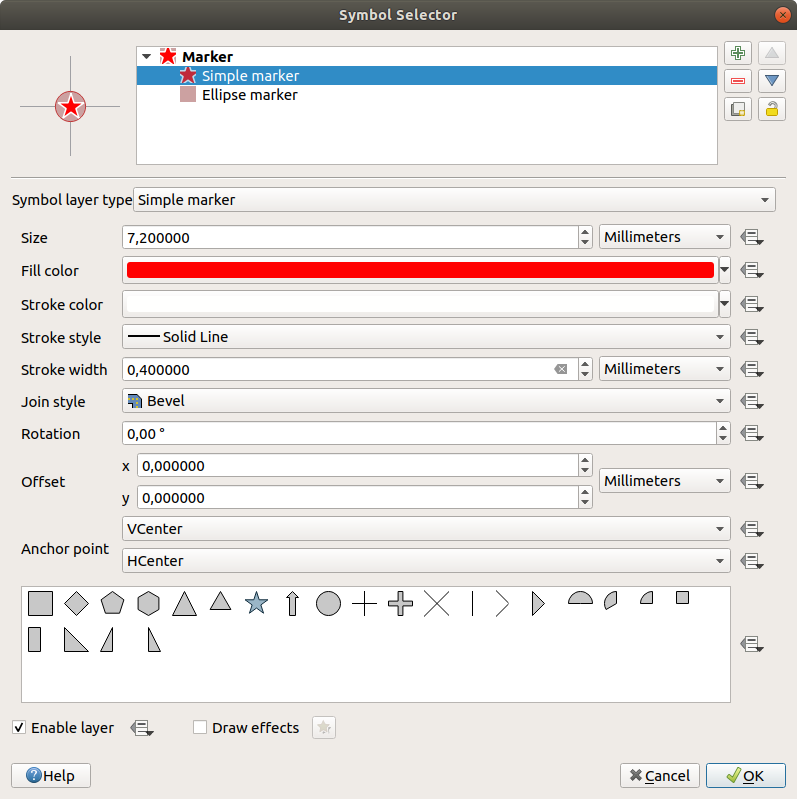 Symbol Selector
Marker
Simple marker
Ellipse marker
Symbol layer type Simple marker
Size 7,200000 Millimeters
Fill color
Stroke color
Stroke style Solid Line
Stroke width 0,400000 Millimeters
Join style Bevel
Rotation 0,00 °
x 0,000000
Offset Millimeters
y 0,000000
VCenter
Anchor point
HCenter
Enable layer Draw effects
Help Cancel OK